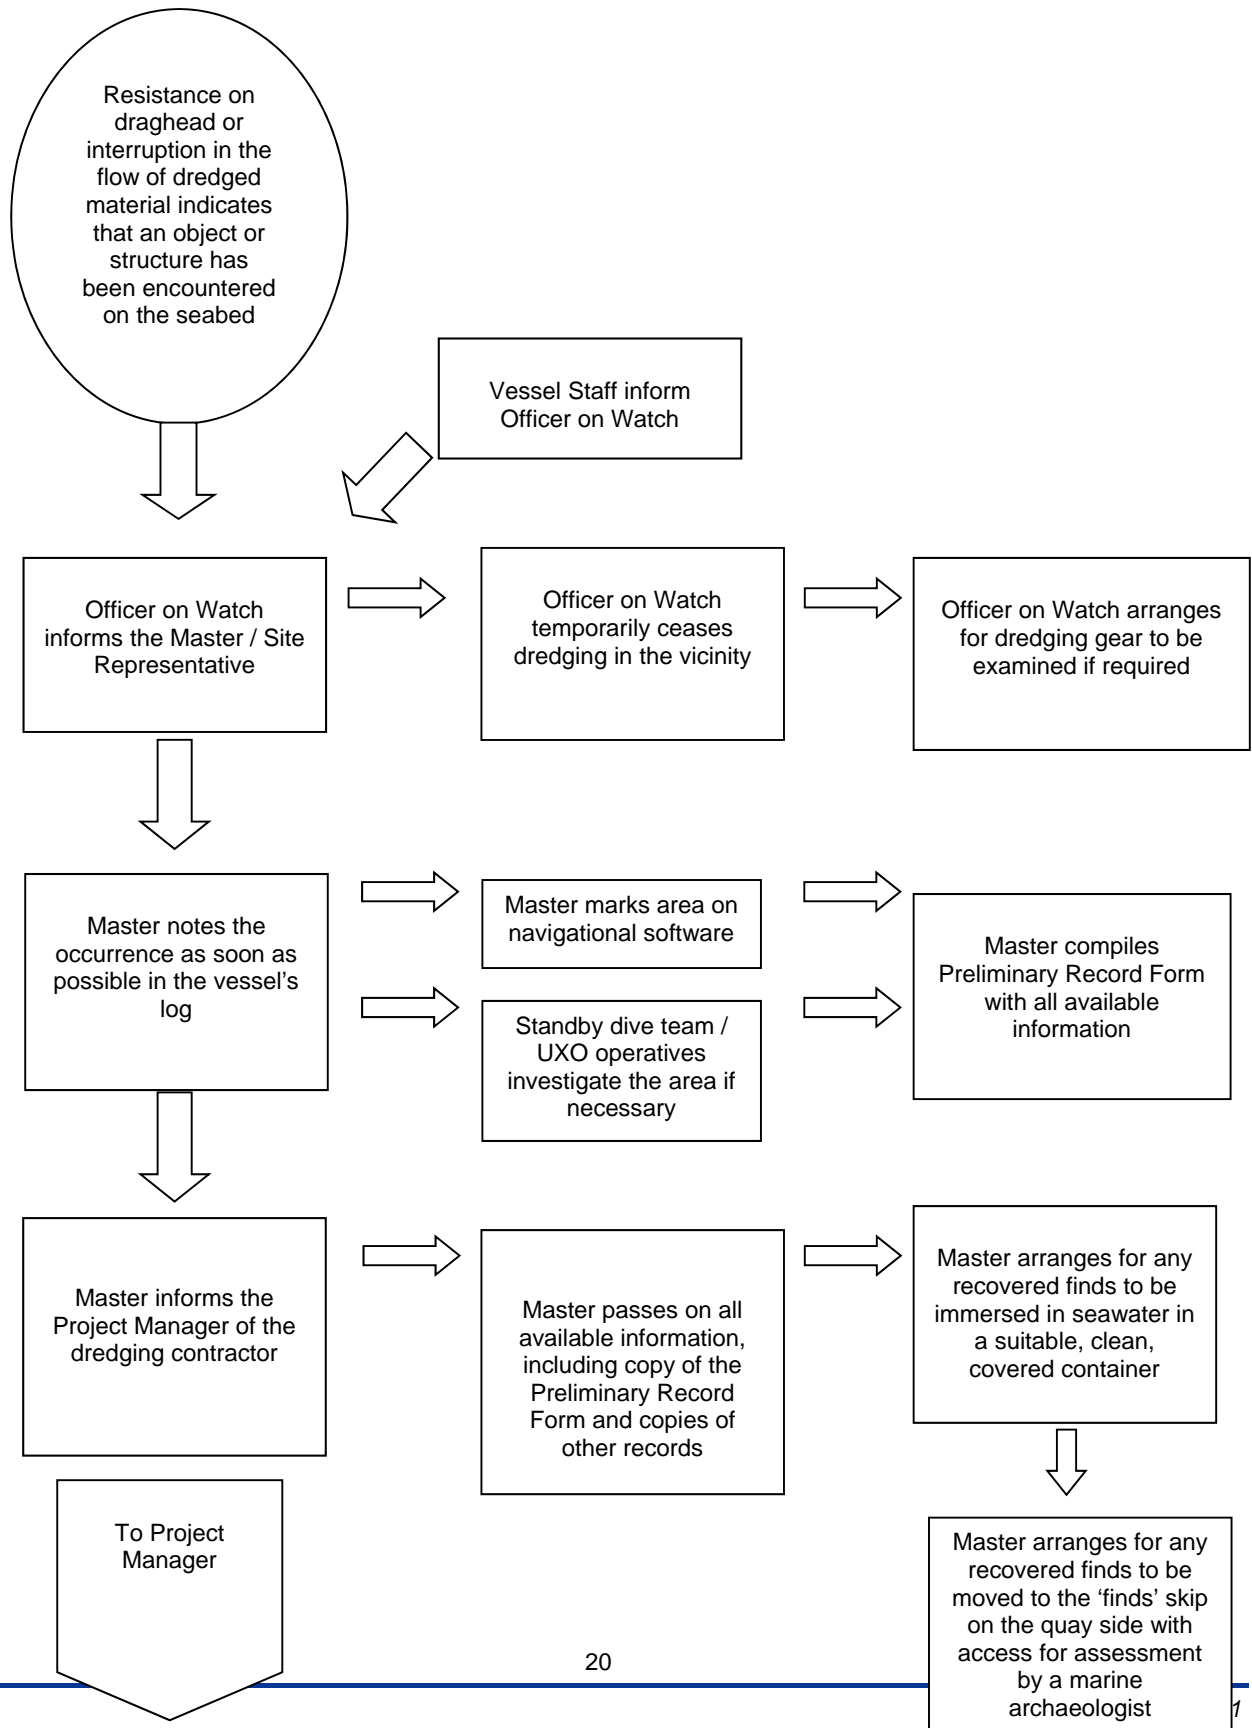 Resistance on
draghead or
interruption in the
flow of dredged
material indicates
that an object or
structure has
been encountered
on the seabed
Vessel Staff inform
Officer on Watch
Officer on Watch
informs the Master / Site
Representative
Officer on Watch
temporarily ceases
dredging in the vicinity
Officer on Watch arranges
for dredging gear to be
examined if required
Master notes the
occurrence as soon as
possible in the vessel's
log
Master marks area on
navigational software
Standby dive team /
UXO operatives
investigate the area if
necessary
Master compiles
Preliminary Record Form
with all available
information
Master informs the
Project Manager of the
dredging contractor
Master passes on all
available information,
including copy of the
Preliminary Record
Form and copies of
other records
Master arranges for any
recovered finds to be
immersed in seawater in
a suitable, clean,
covered container
To Project
Manager
Master arranges for any
recovered finds to be
moved to the ‘finds’ skip
on the quay side with
access for assessment
by a marine
archaeologist
20
1